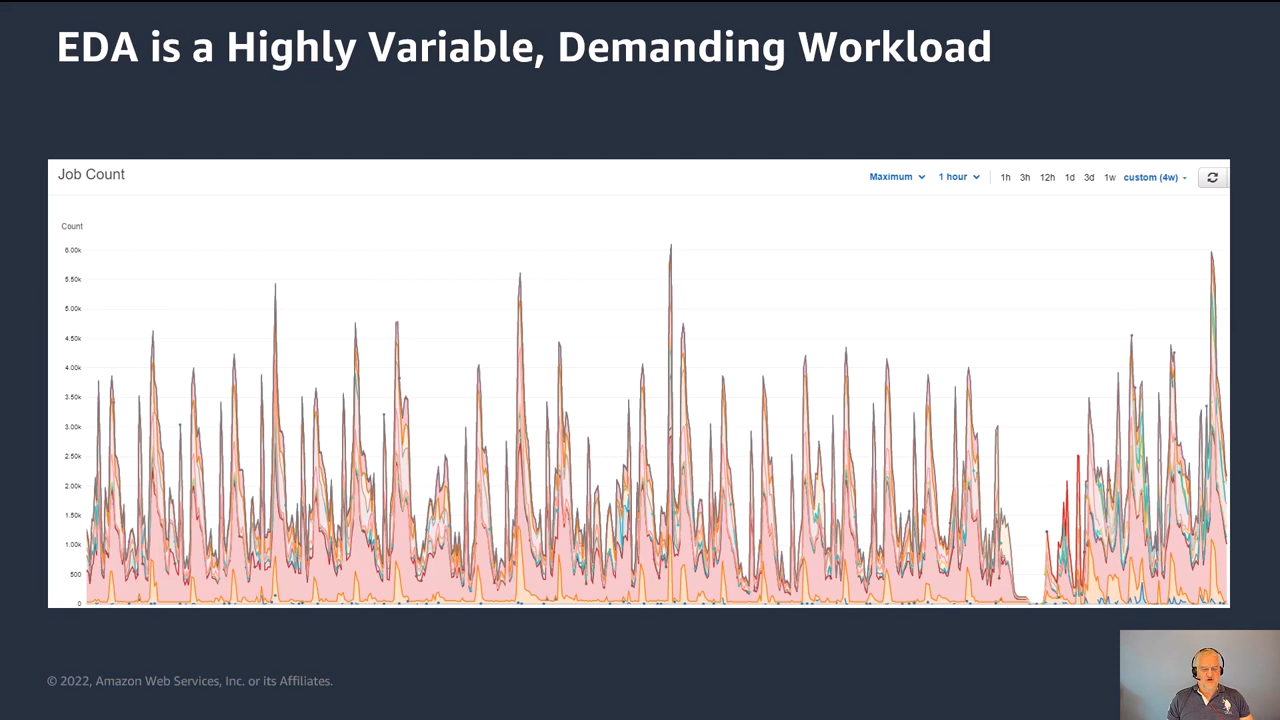 EDA is a Highly Variable, Demanding Workload
Job Count
Maximum 1 hour 1h 3h 12h 1d 3d 1w custom (4w)
Count
6.00k
5.50k
5.00k
4.50k
4.00k
3.50k
3.00k
2.50k
2.00k
1.50k
1.00k
500
0
© 2022, Amazon Web Services, Inc. or its Affiliates.